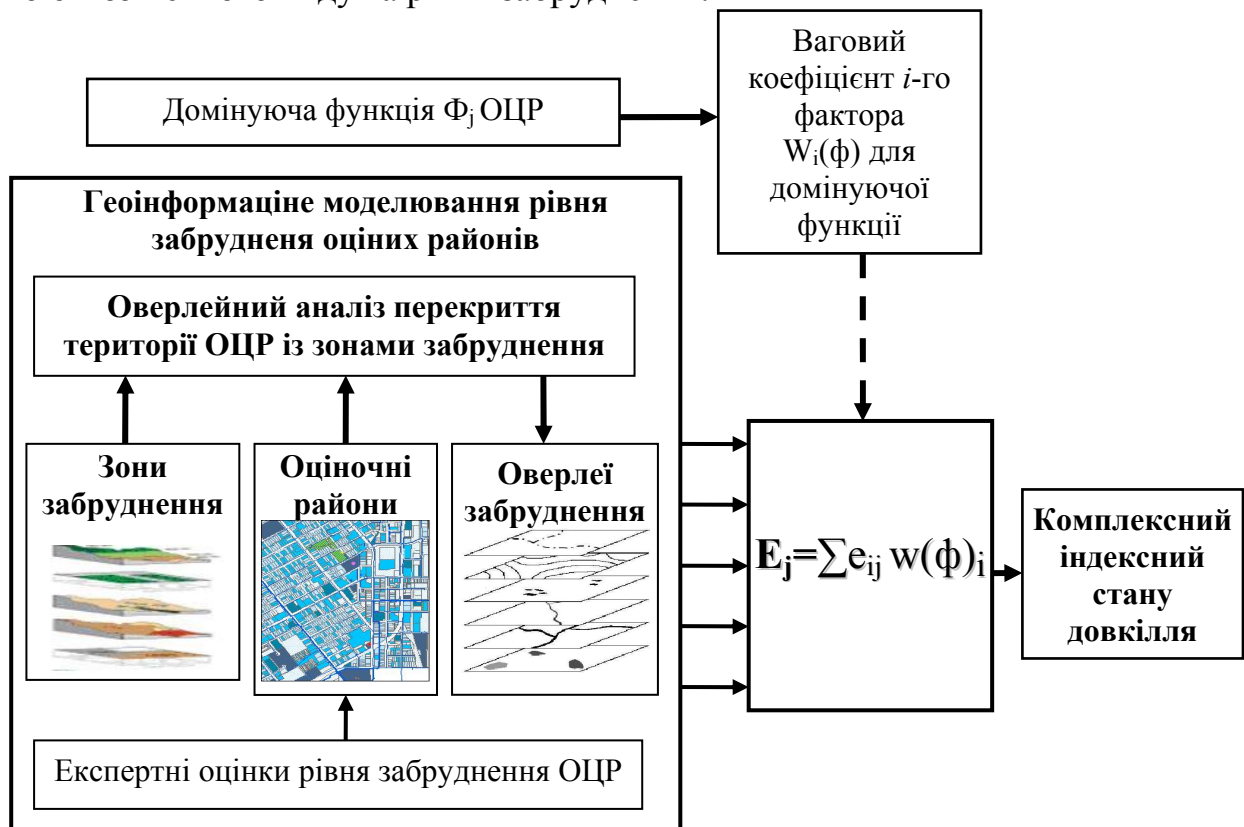 Ваговий
коефіцієнт i-го
фактора
Wi(ф) для
домінуючої
функції
Домінуюча функція Фj ОЦР
Геоінформаціне моделювання рівня
забрудненя оціних районів
Оверлейний аналіз перекриття
території ОЦР із зонами забруднення
Зони
забруднення
Оціночні
райони
Оверлеї
забруднення
Експертні оцінки рівня забруднення ОЦР
Ej=∑eij w(ф)i
Комплексний
індексний
стану
довкілля